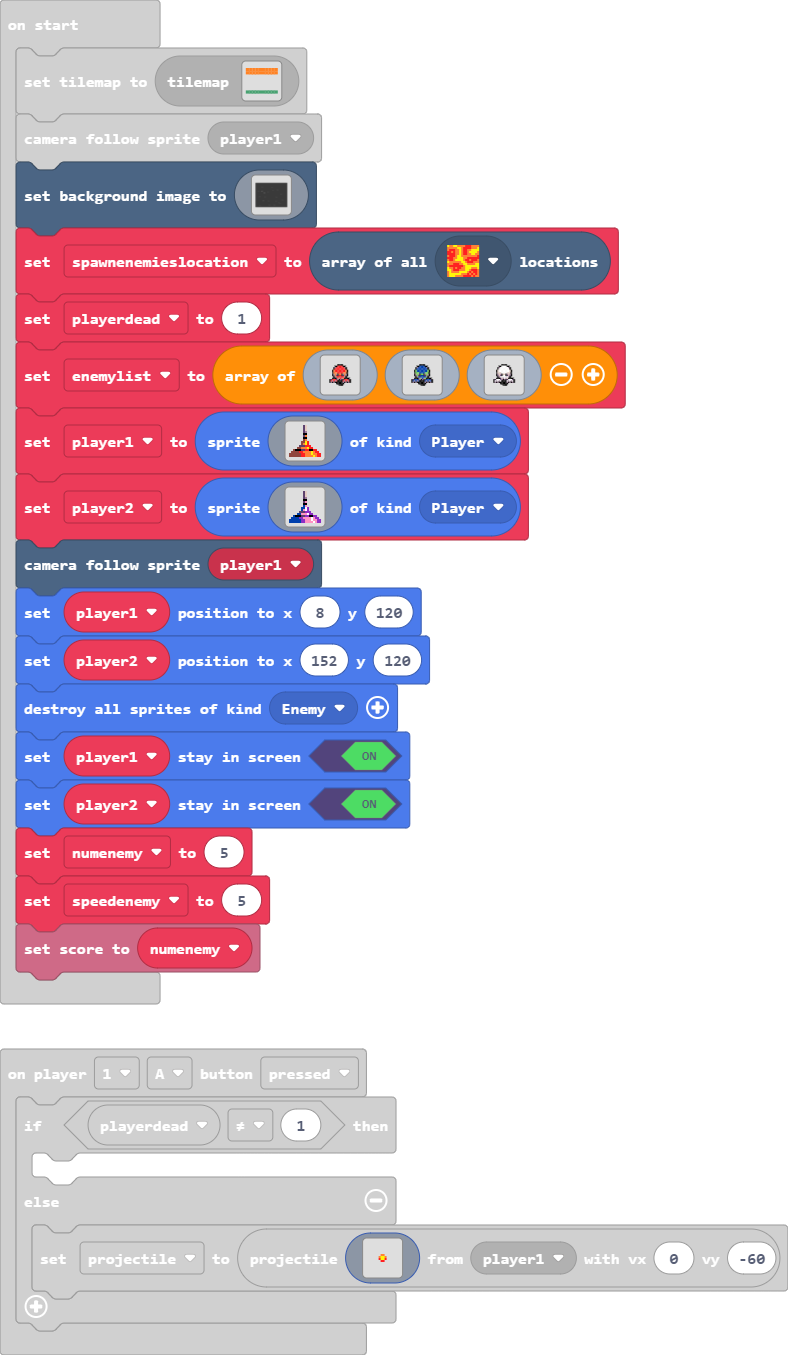 on start
set tilemap to tilemap
camera follow sprite player1
set background image to
set spawnenemieslocation to array of all locations
set playerdead to 1
set enemylist to array of
set player1 to sprite of kind Player
set player2 to sprite of kind Player
camera follow sprite player1
set player1 position to x 8 y 120
set player2 position to x 152 y 120
destroy all sprites of kind Enemy
set player1 stay in screen ON
set player2 stay in screen ON
set numenemy to 5
set speedenemy to 5
set score to numenemy
on player 1 A button pressed
if playerdead ≠ 1 then
else
set projectile to projectile from player1 with vx 0 vy -60